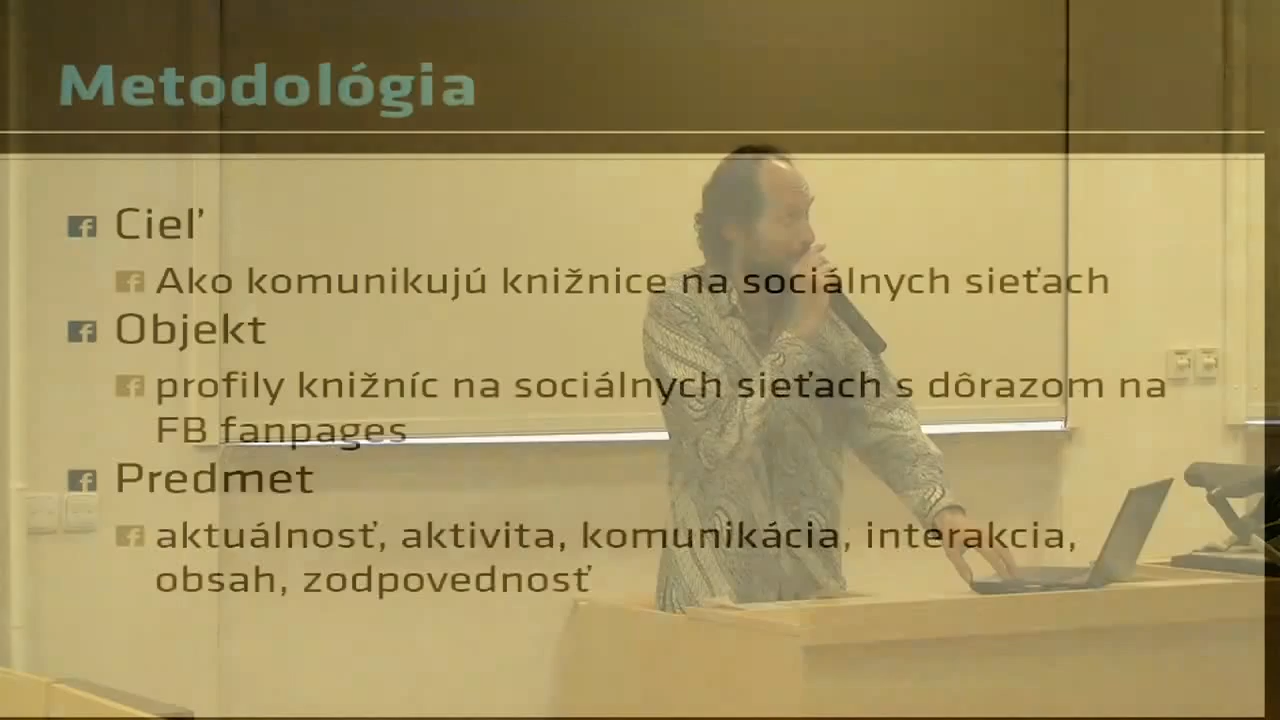 Metodológia
Cieľ
Ako komunikujú knižnice na sociálnych sieťach
Objekt
profily knižníc na sociálnych sieťach s dôrazom na
FB fanpages
Predmet
aktuálnosť, aktivita, komunikácia, interakcia,
obsah, zodpovednosť